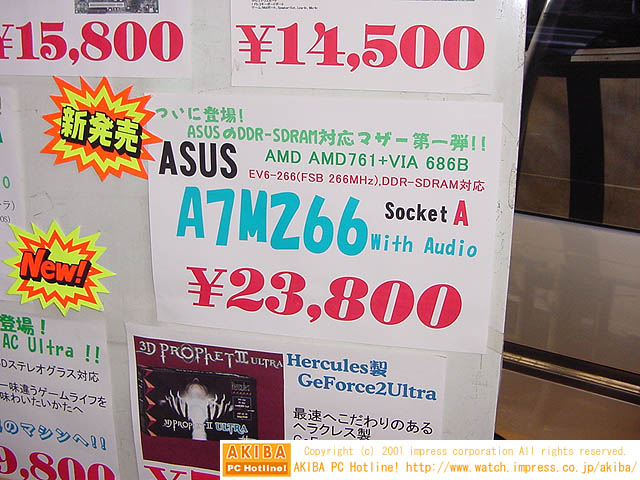 ¥15,800
¥14,500
新発売
ついに登場!
ASUSのDDR-SDRAM対応マザー第一弾!!
ASUS
AMD AMD761+VIA 686B
EV6-266(FSB 266MHz),DDR-SDRAM対応
A7M266
Socket A
With Audio
¥23,800
New!
登場!
AC Ultra !!
Dステレオグラス対応
一味違うゲームライフを
味わいたいかたへ
のマシンへ!!
9,800
3D PROPHET II ULTRA
3D PROPHET II ULTRA
Hercules製
GeForce2Ultra
最速へこだわりのある
ヘラクレス製
AKIBA
PC Hotline!
Copyright (c) 2001 impress corporation All rights reserved.
AKIBA PC Hotline! http://www.watch.impress.co.jp/akiba/